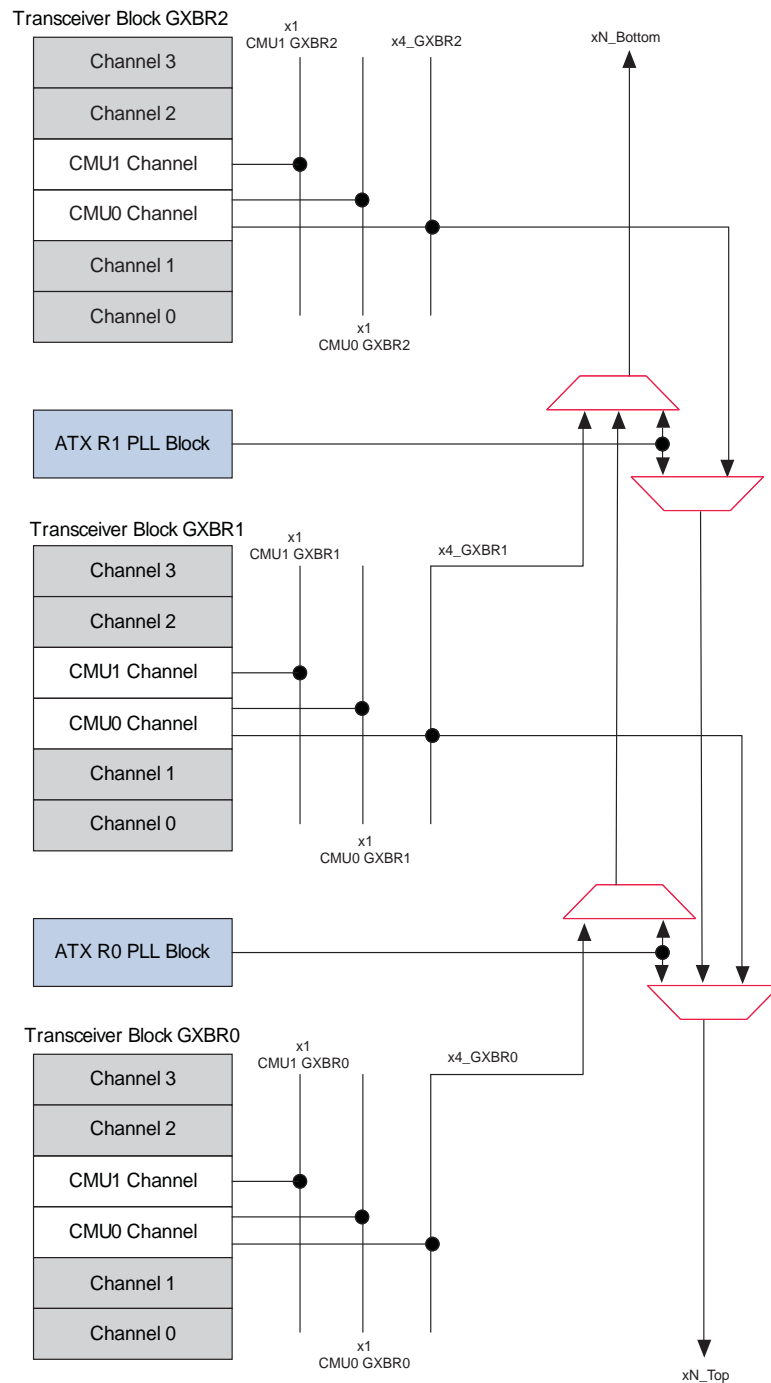 Transceiver Block GXBR2
x1
CMU1 GXBR2
x4_GXBR2
xN_Bottom
Channel 3
Channel 2
CMU1 Channel
CMU0 Channel
Channel 1
Channel 0
x1
CMU0 GXBR2
ATX R1 PLL Block
Transceiver Block GXBR1
x1
CMU1 GXBR1
x4_GXBR1
Channel 3
Channel 2
CMU1 Channel
CMU0 Channel
Channel 1
Channel 0
x1
CMU0 GXBR1
ATX R0 PLL Block
Transceiver Block GXBR0
x1
CMU1 GXBR0
x4_GXBR0
Channel 3
Channel 2
CMU1 Channel
CMU0 Channel
Channel 1
Channel 0
x1
CMU0 GXBR0
xN_Top